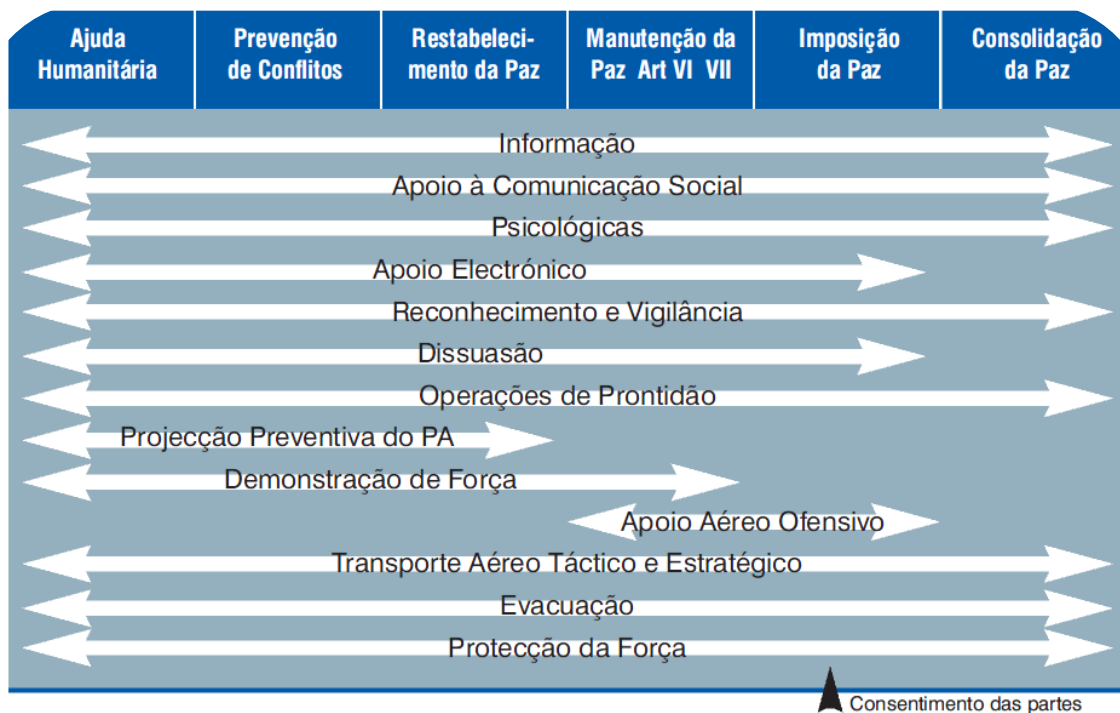 Ajuda
Humanitária
Prevenção
de Conflitos
Restabeleci-
mento da Paz
Manutenção da
Paz Art VI VII
Imposição
da Paz
Consolidação
da Paz
Informação
Apoio à Comunicação Social
Psicológicas
Apoio Electrónico
Reconhecimento e Vigilância
Dissuasão
Operações de Prontidão
Projecção Preventiva do PA
Demonstração de Força
Apoio Aéreo Ofensivo
Transporte Aéreo Táctico e Estratégico
Evacuação
Protecção da Força
Consentimento das partes